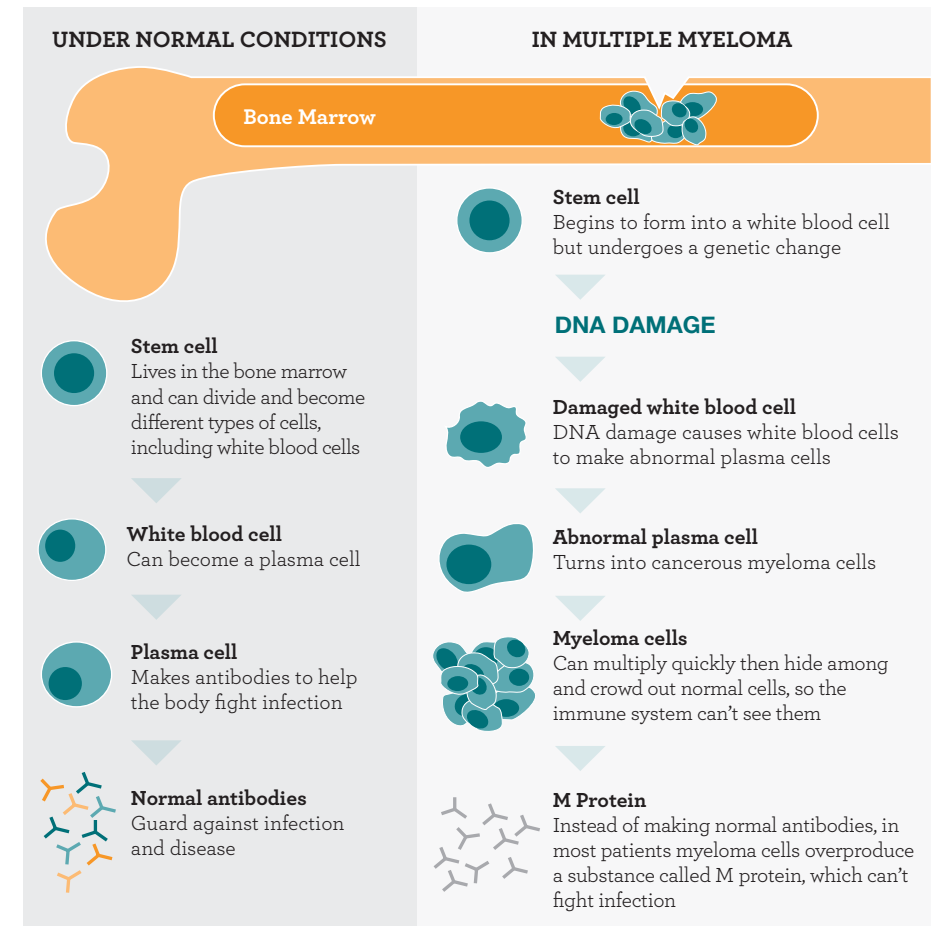 UNDER NORMAL CONDITIONS
IN MULTIPLE MYELOMA
Bone Marrow
Stem cell
Lives in the bone marrow
and can divide and become
different types of cells,
including white blood cells
White blood cell
Can become a plasma cell
Plasma cell
Makes antibodies to help
the body fight infection
Normal antibodies
Guard against infection
and disease
Stem cell
Begins to form into a white blood cell
but undergoes a genetic change
DNA DAMAGE
Damaged white blood cell
DNA damage causes white blood cells
to make abnormal plasma cells
Abnormal plasma cell
Turns into cancerous myeloma cells
Myeloma cells
Can multiply quickly then hide among
and crowd out normal cells, so the
immune system can’t see them
M Protein
Instead of making normal antibodies, in
most patients myeloma cells overproduce
a substance called M protein, which can’t
fight infection